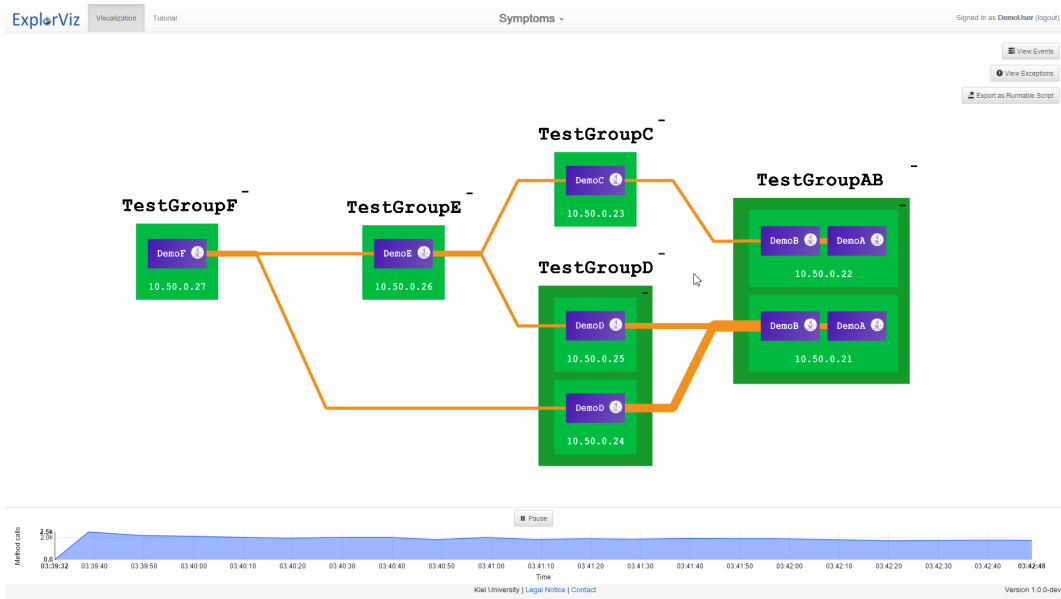 ExplorViz Visualization Tutorial Symptoms Signed in as DemoUser (logout)
View Events
View Exceptions
Export as Runnable Script
TestGroupC -
DemoC
10.50.0.23
TestGroupF -
DemoF
10.50.0.27
TestGroupE -
DemoE
10.50.0.26
TestGroupD -
-
DemoD
10.50.0.25
DemoD
10.50.0.24
TestGroupAB -
-
DemoB DemoA
10.50.0.22
DemoB DemoA
10.50.0.21
Pause
Method calls
2.5k
2.0k
0.0
03:39:32 03:39:40 03:39:50 03:40:00 03:40:10 03:40:20 03:40:30 03:40:40 03:40:50 03:41:00 03:41:10 03:41:20 03:41:30 03:41:40 03:41:50 03:42:00 03:42:10 03:42:20 03:42:30 03:42:40 03:42:48
Time
Kiel University | Legal Notice | Contact Version 1.0.0-dev